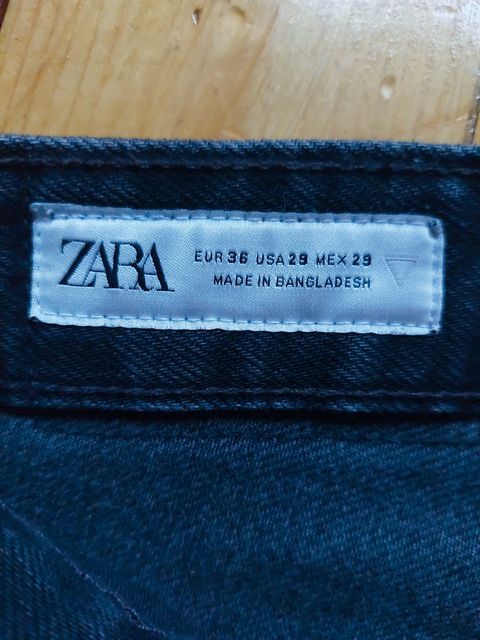 ZARA
EUR 36 USA 29 MEX 29
MADE IN BANGLADESH